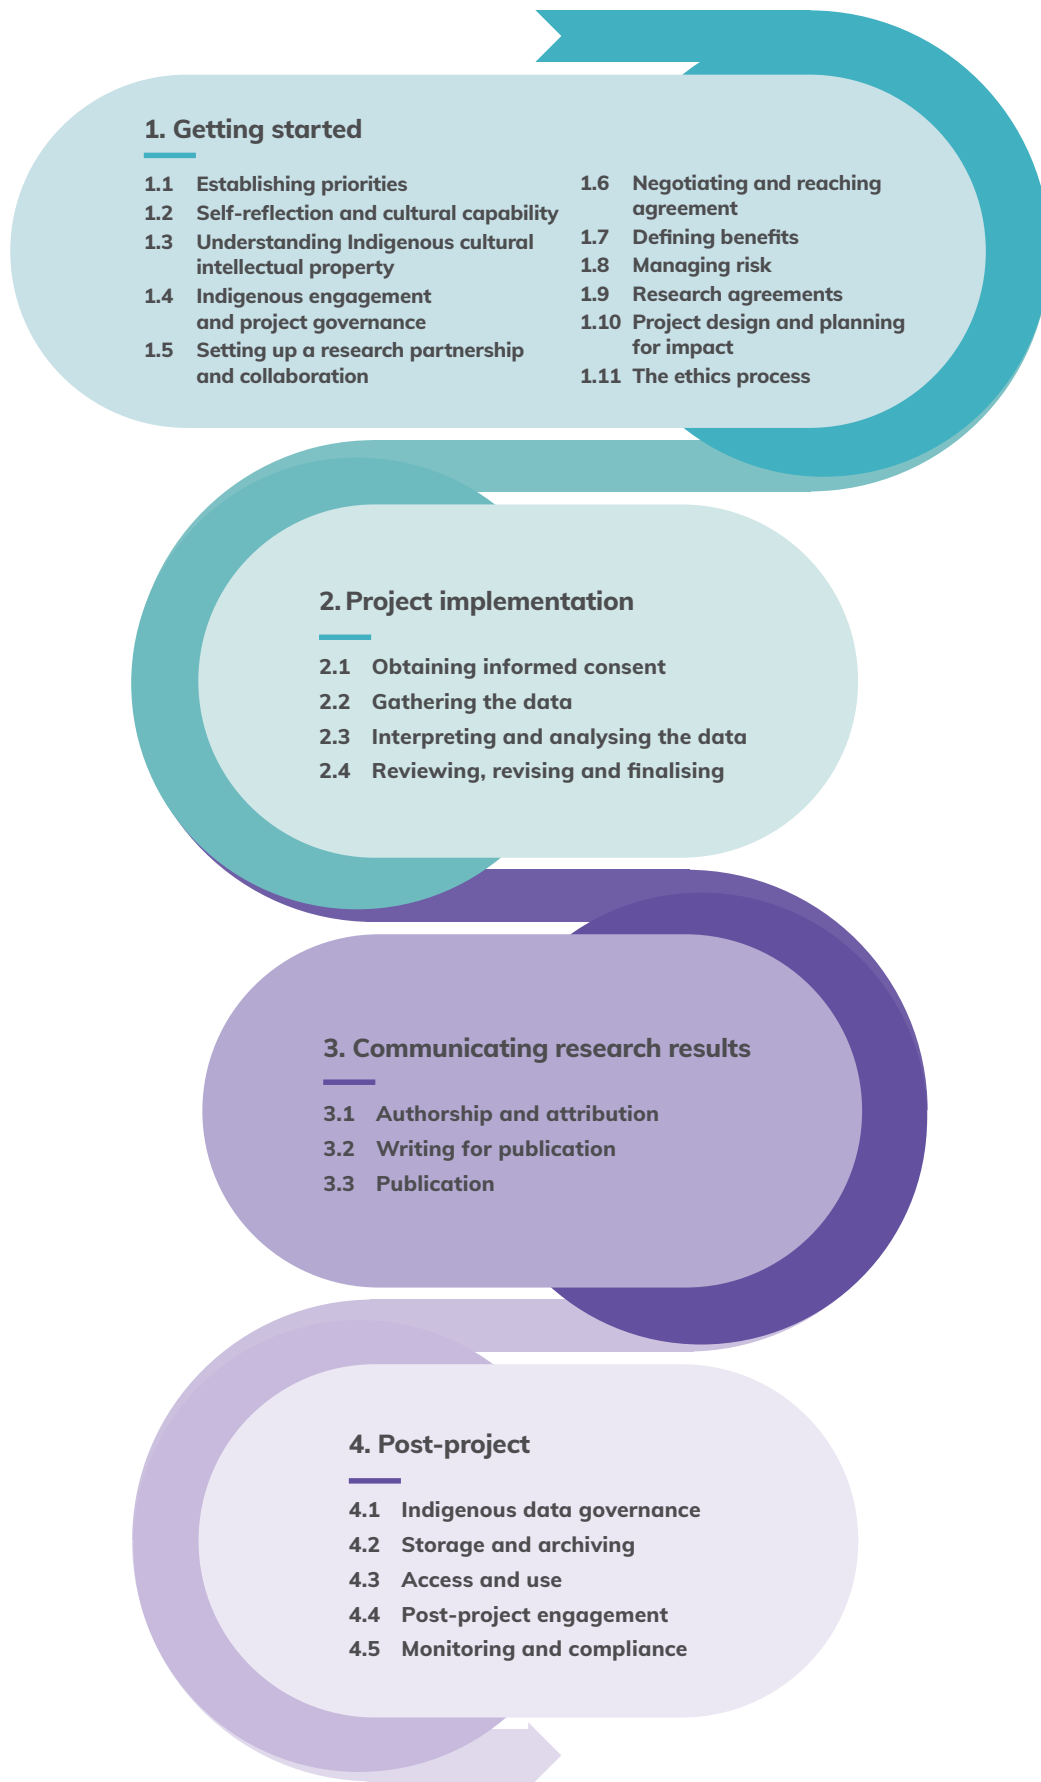 1. Getting started
1.1 Establishing priorities
1.2 Self-reflection and cultural capability
1.3 Understanding Indigenous cultural
intellectual property
1.4 Indigenous engagement
and project governance
1.5 Setting up a research partnership
and collaboration
1.6 Negotiating and reaching
agreement
1.7 Defining benefits
1.8 Managing risk
1.9 Research agreements
1.10 Project design and planning
for impact
1.11 The ethics process
2. Project implementation
2.1 Obtaining informed consent
2.2 Gathering the data
2.3 Interpreting and analysing the data
2.4 Reviewing, revising and finalising
3. Communicating research results
3.1 Authorship and attribution
3.2 Writing for publication
3.3 Publication
4. Post-project
4.1 Indigenous data governance
4.2 Storage and archiving
4.3 Access and use
4.4 Post-project engagement
4.5 Monitoring and compliance